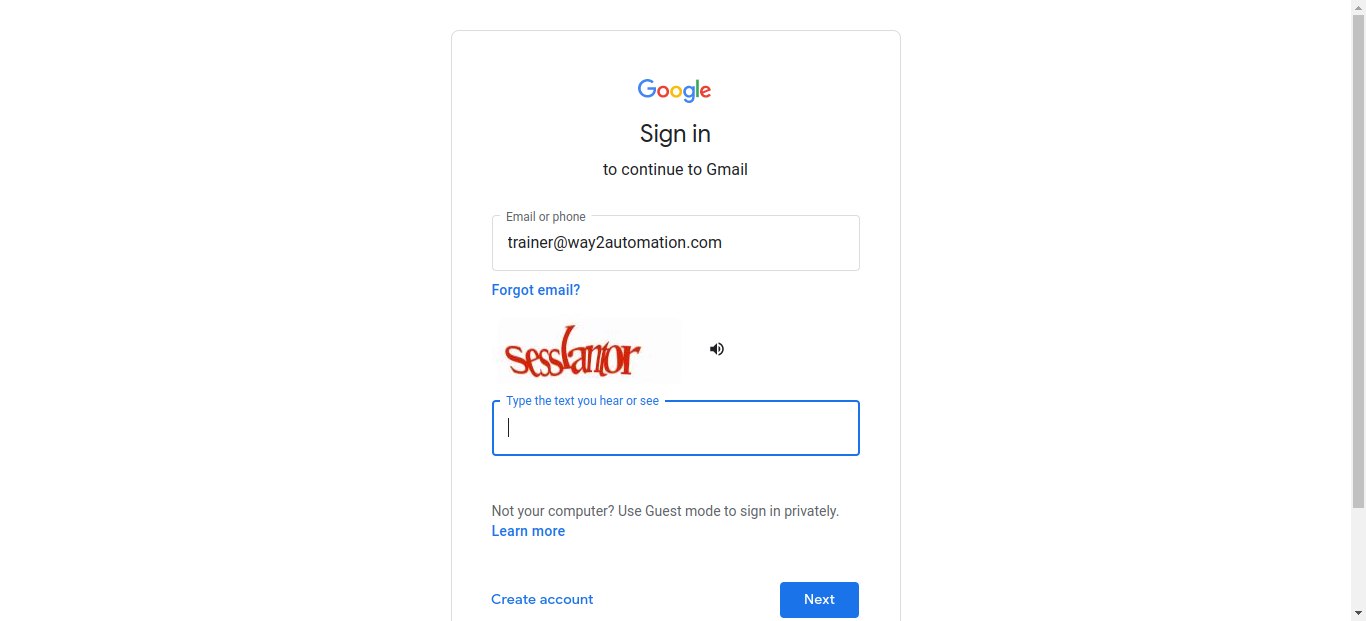 Google
Sign in
to continue to Gmail
Email or phone
trainer@way2automation.com
Forgot email?
Type the text you hear or see
Not your computer? Use Guest mode to sign in privately.
Learn more
Create account
Next